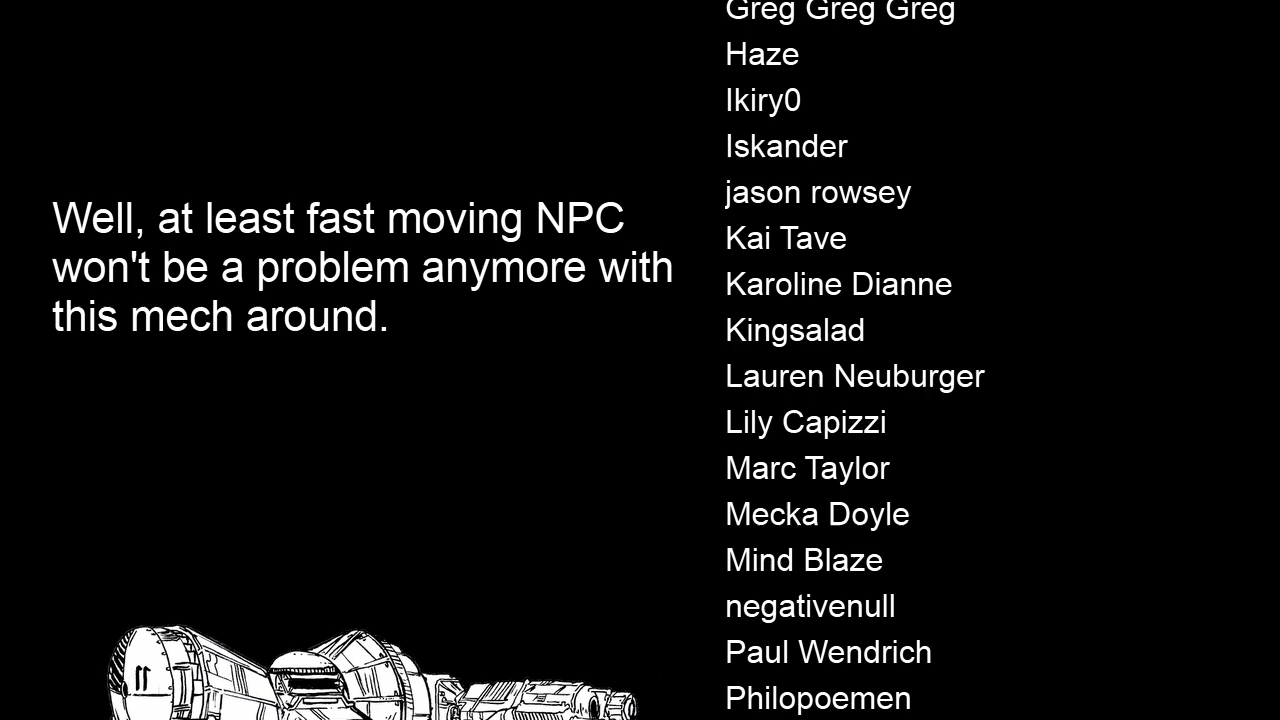 Well, at least fast moving NPC
won't be a problem anymore with
this mech around.
Greg Greg Greg
Haze
Ikiry0
Iskander
jason rowsey
Kai Tave
Karoline Dianne
Kingsalad
Lauren Neuburger
Lily Capizzi
Marc Taylor
Mecka Doyle
Mind Blaze
negativenull
Paul Wendrich
Philopoemen
11